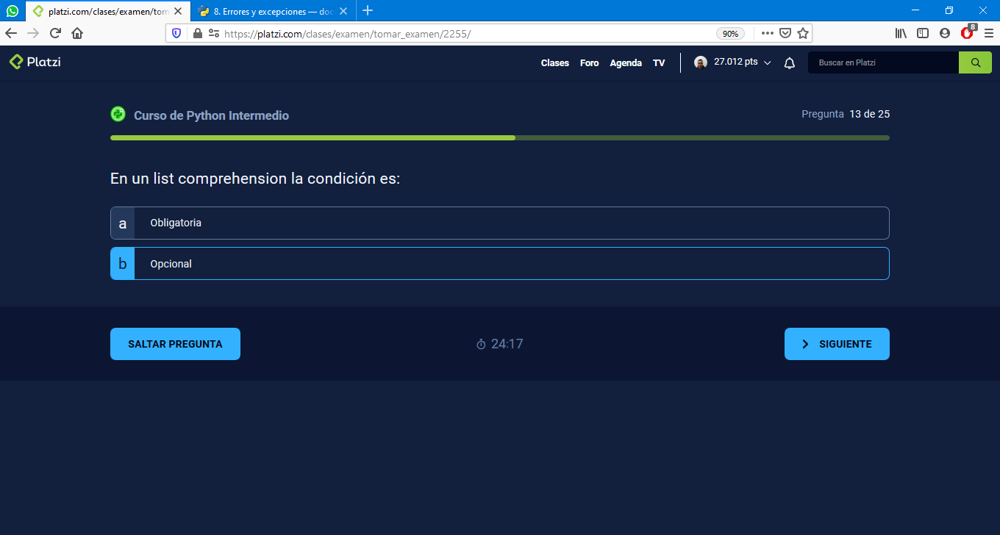 platzi.com/clases/examen/tom
8. Errores y excepciones — doc
https://platzi.com/clases/examen/tomar_examen/2255/
90%
8
Platzi
Clases
Foro
Agenda
TV
27.012 pts
Buscar en Platzi
Curso de Python Intermedio
Pregunta 13 de 25
En un list comprehension la condición es:
a Obligatoria
b Opcional
SALTAR PREGUNTA
24:17
SIGUIENTE